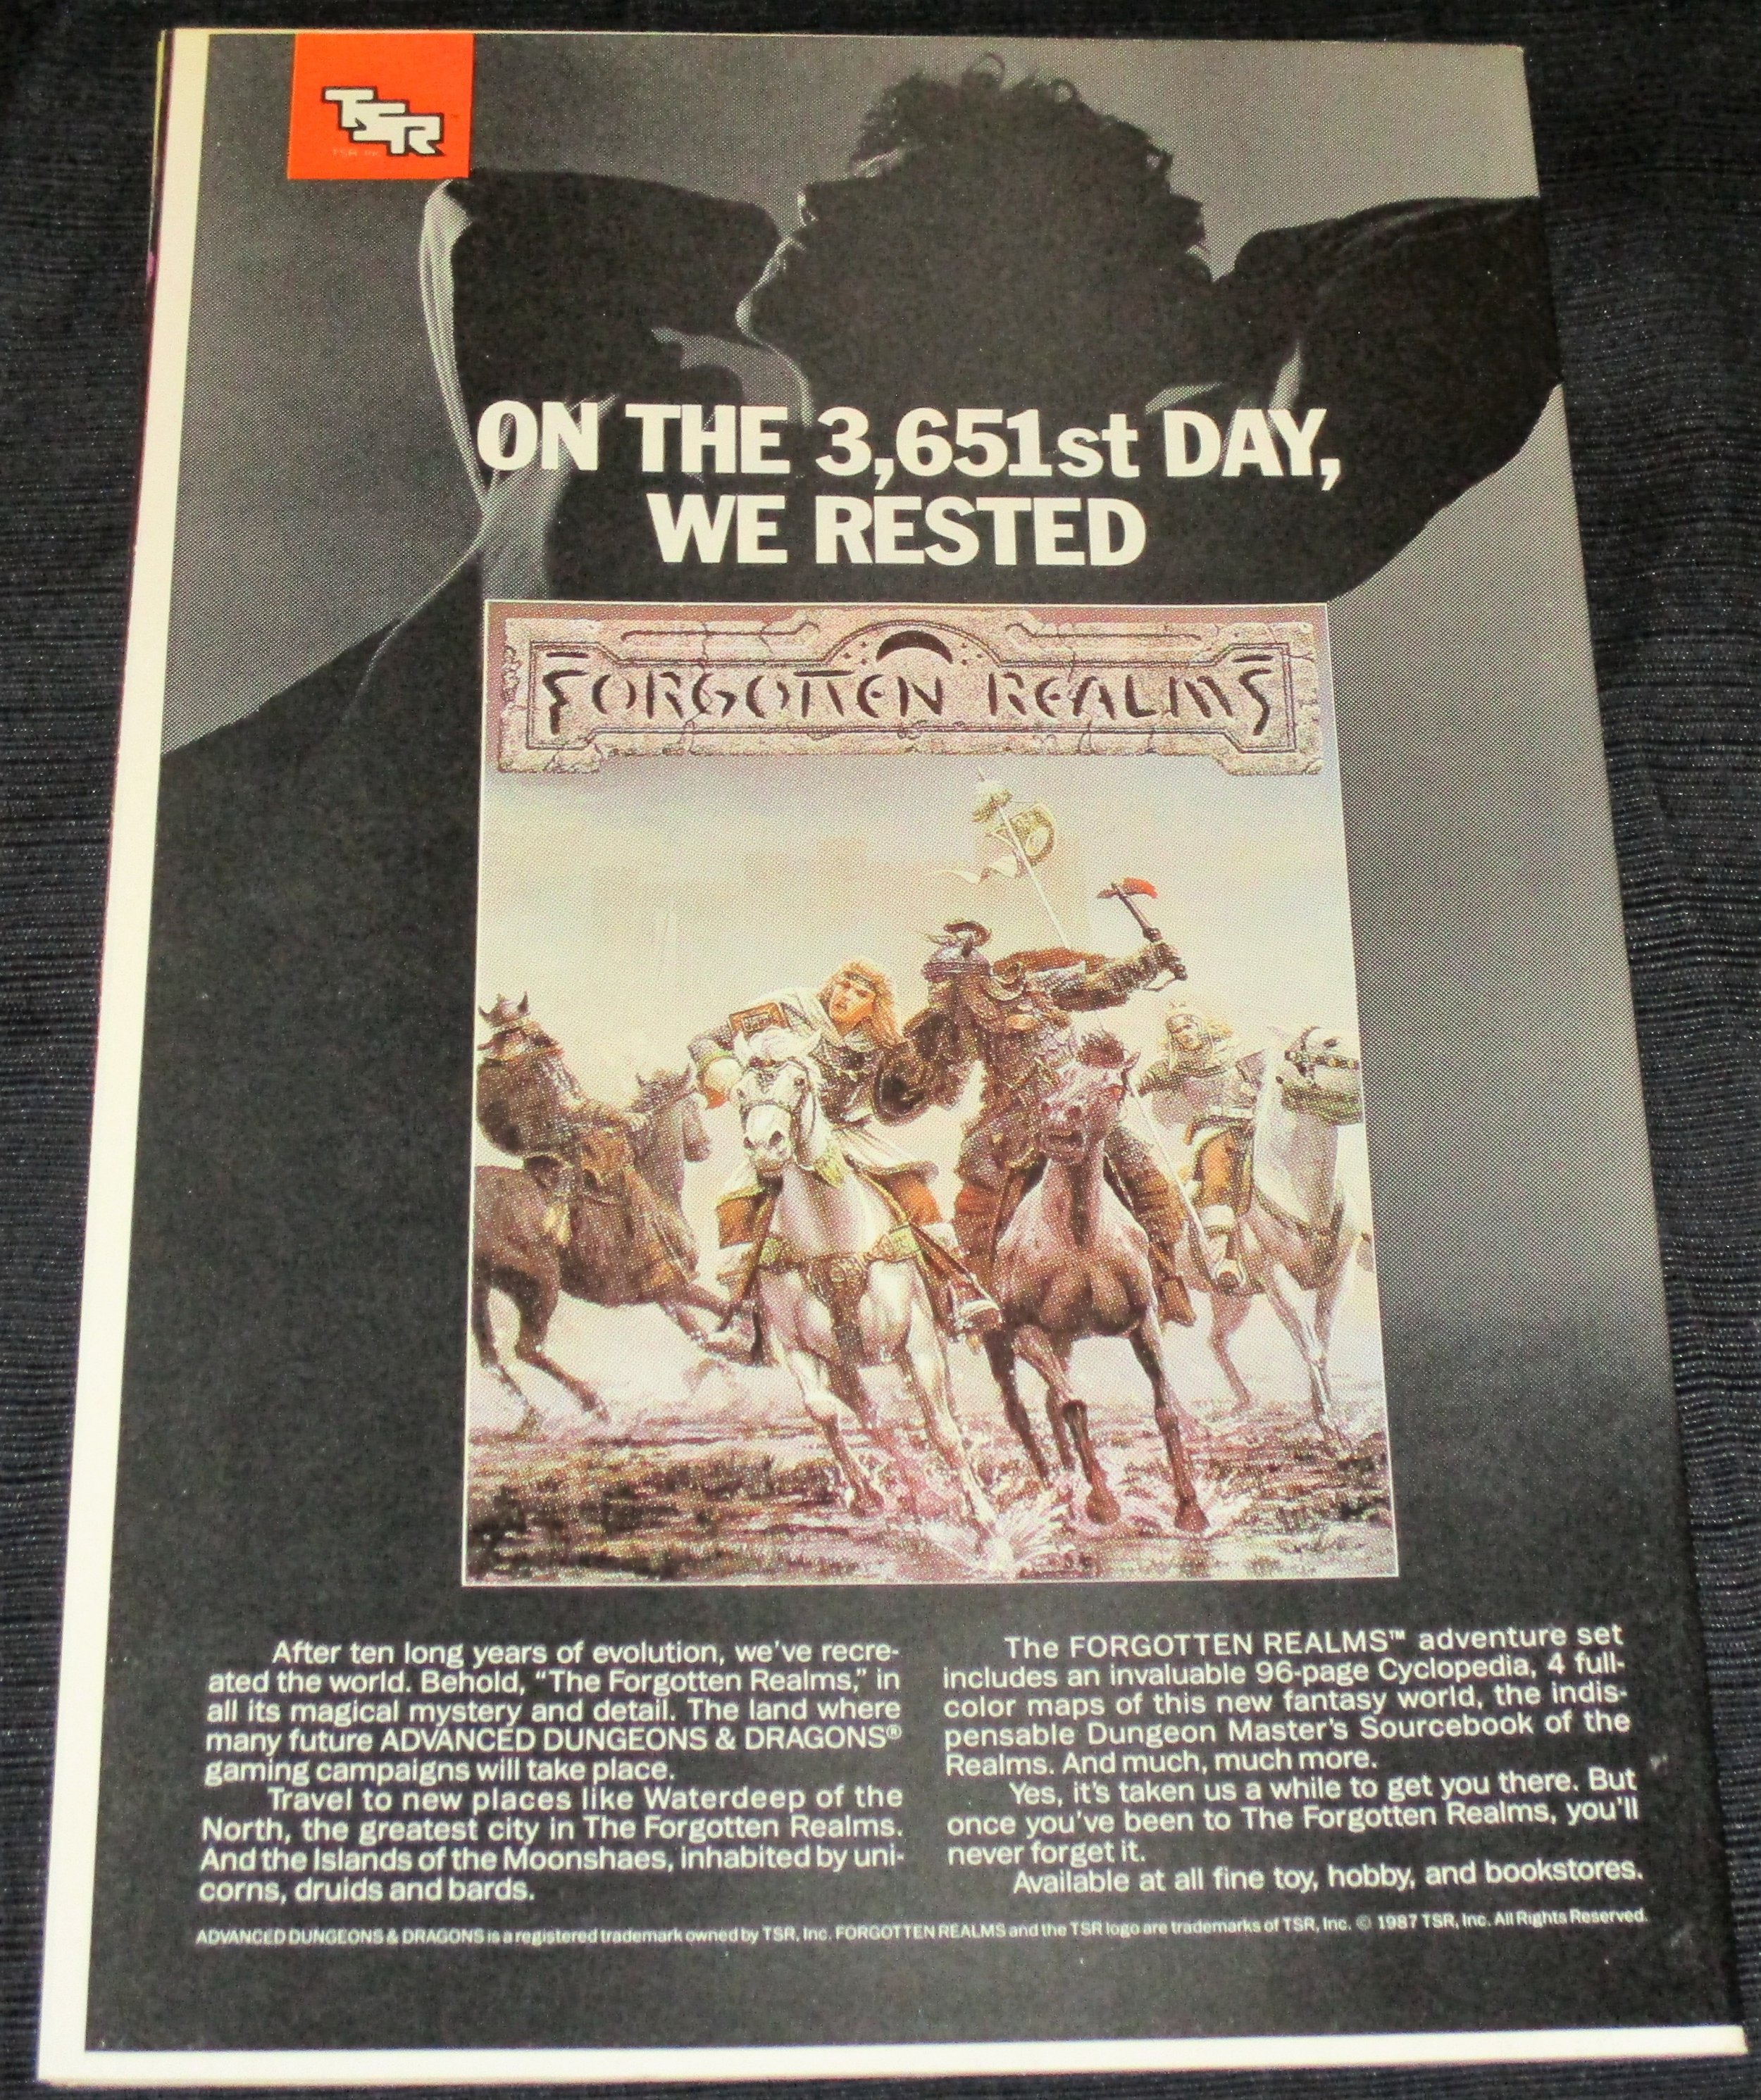 TSR
ON THE 3,651st DAY,
WE RESTED
FORGOTTEN REALMS
After ten long years of evolution, we've recre-
ated the world. Behold, “The Forgotten Realms,” in
all its magical mystery and detail. The land where
many future ADVANCED DUNGEONS & DRAGONS®
gaming campaigns will take place.
Travel to new places like Waterdeep of the
North, the greatest city in The Forgotten Realms.
And the Islands of the Moonshaes, inhabited by uni-
corns, druids and bards.
The FORGOTTEN REALMS™ adventure set
includes an invaluable 96-page Cyclopedia, 4 full-
color maps of this new fantasy world, the indis-
pensable Dungeon Master's Sourcebook of the
Realms. And much, much more.
Yes, it's taken us a while to get you there. But
once you've been to The Forgotten Realms, you'll
never forget it.
Available at all fine toy, hobby, and bookstores.
ADVANCED DUNGEONS & DRAGONS is a registered trademark owned by TSR, Inc. FORGOTTEN REALMS and the TSR logo are trademarks of TSR, Inc. © 1987 TSR, Inc. All Rights Reserved.